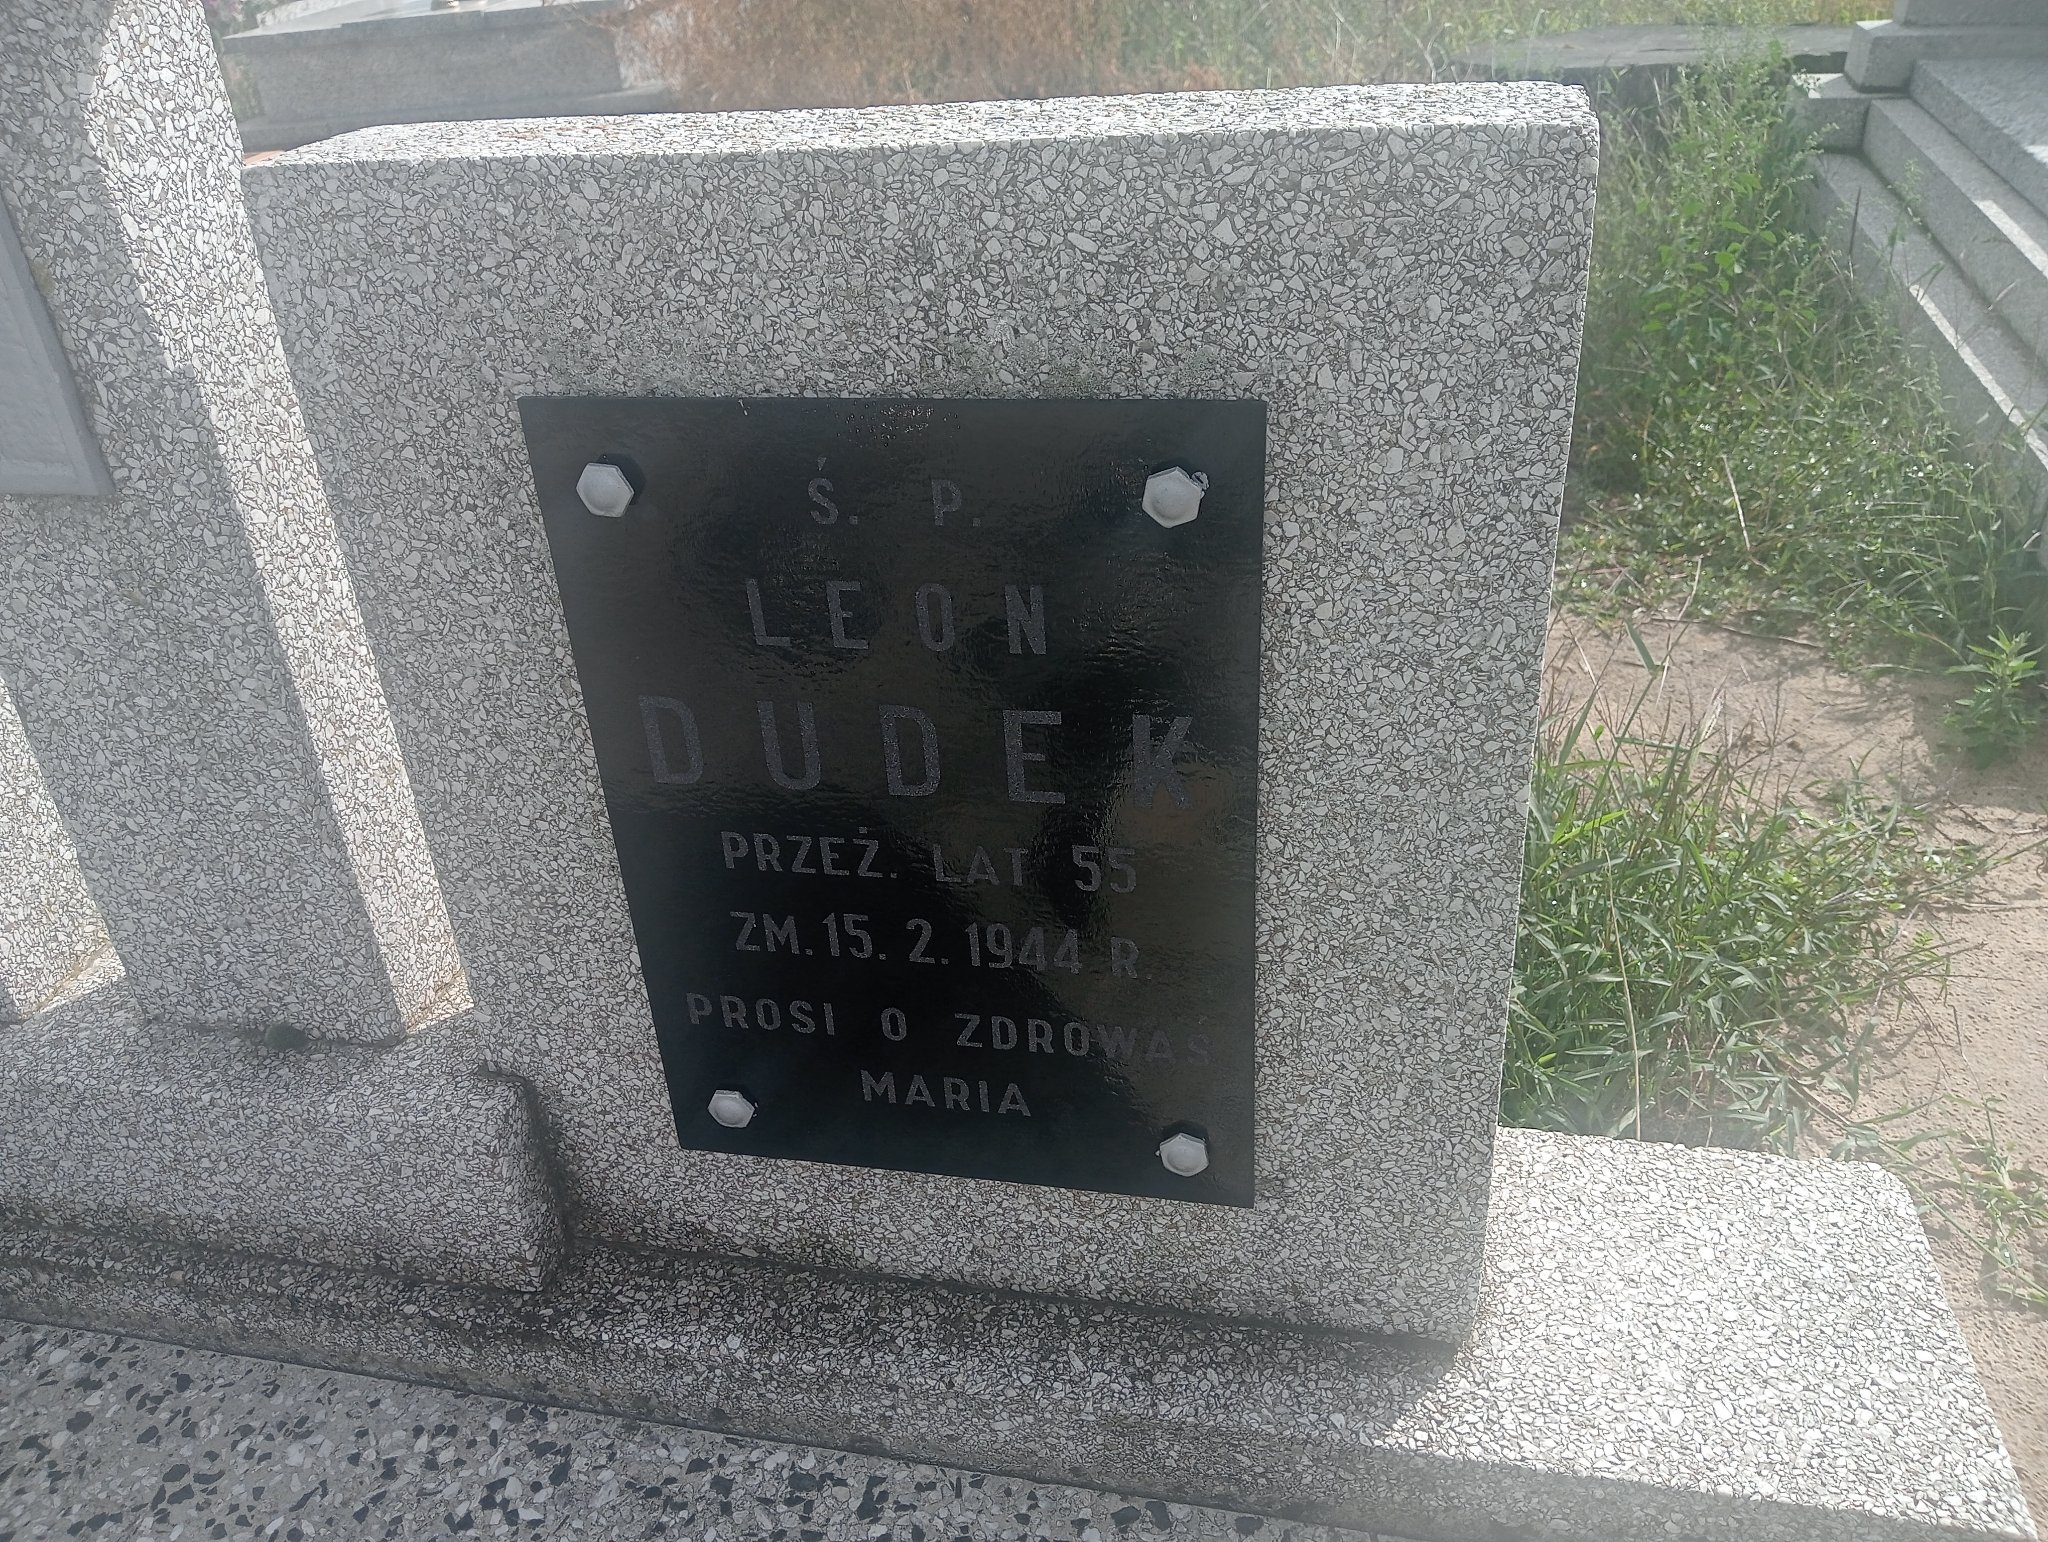 Ś. P.
LEON
DUDEK
PRZEŻ. LAT 55
ZM. 15. 2. 1944 R.
PROSI O ZDROWAŚ
MARIA